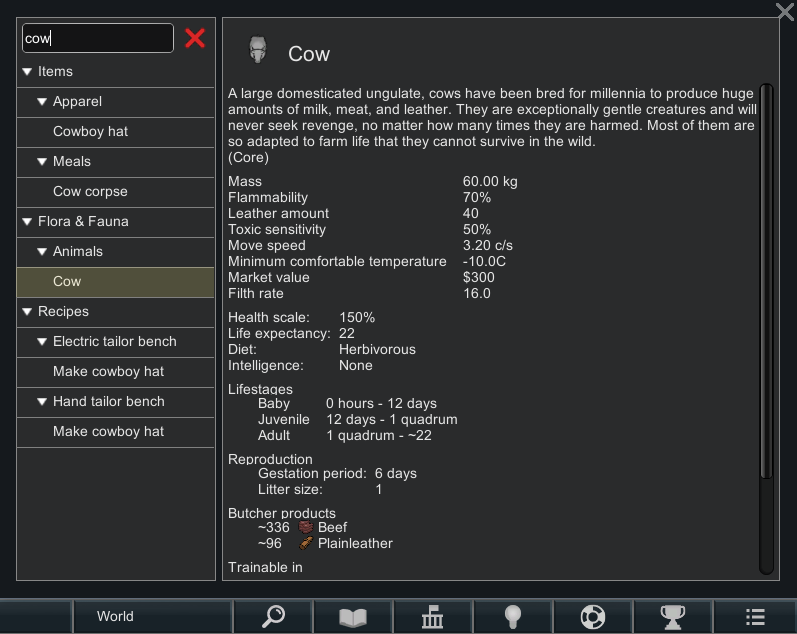 cow
Items
Apparel
Cowboy hat
Meals
Cow corpse
Flora & Fauna
Animals
Cow
Recipes
Electric tailor bench
Make cowboy hat
Hand tailor bench
Make cowboy hat
Cow
A large domesticated ungulate, cows have been bred for millennia to produce huge
amounts of milk, meat, and leather. They are exceptionally gentle creatures and will
never seek revenge, no matter how many times they are harmed. Most of them are
so adapted to farm life that they cannot survive in the wild.
(Core)
Mass 60.00 kg
Flammability 70%
Leather amount 40
Toxic sensitivity 50%
Move speed 3.20 c/s
Minimum comfortable temperature -10.0C
Market value $300
Filth rate 16.0
Health scale: 150%
Life expectancy: 22
Diet: Herbivorous
Intelligence: None
Lifestages
Baby 0 hours - 12 days
Juvenile 12 days - 1 quadrum
Adult 1 quadrum - ~22
Reproduction
Gestation period: 6 days
Litter size: 1
Butcher products
~336 Beef
~96 Plainleather
Trainable in
World